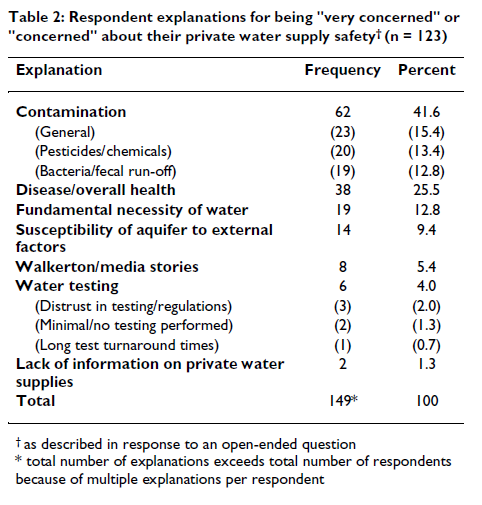 Table 2: Respondent explanations for being "very concerned" or
"concerned" about their private water supply safety† (n = 123)
Explanation Frequency Percent
Contamination 62 41.6
(General) (23) (15.4)
(Pesticides/chemicals) (20) (13.4)
(Bacteria/fecal run-off) (19) (12.8)
Disease/overall health 38 25.5
Fundamental necessity of water 19 12.8
Susceptibility of aquifer to external 14 9.4
factors
Walkerton/media stories 8 5.4
Water testing 6 4.0
(Distrust in testing/regulations) (3) (2.0)
(Minimal/no testing performed) (2) (1.3)
(Long test turnaround times) (1) (0.7)
Lack of information on private water 2 1.3
supplies
Total 149* 100
† as described in response to an open-ended question
* total number of explanations exceeds total number of respondents
because of multiple explanations per respondent